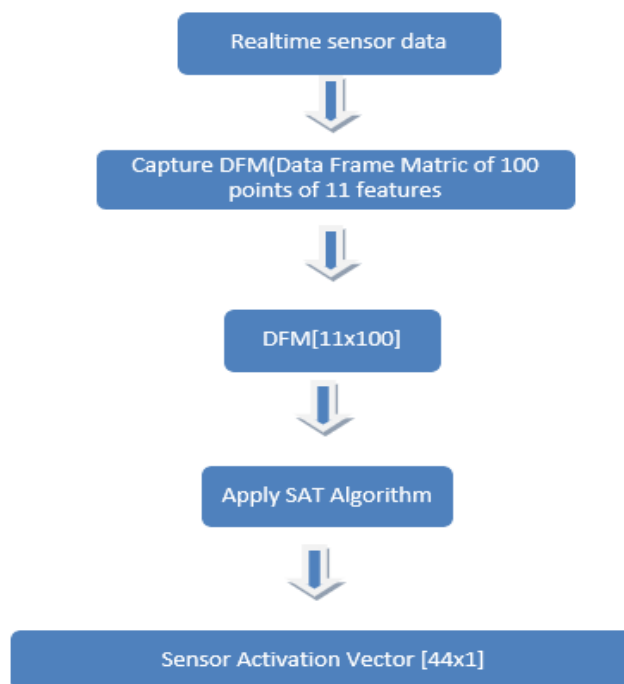 Realtime sensor data
Capture DFM(Data Frame Matric of 100
points of 11 features
DFM[11x100]
Apply SAT Algorithm
Sensor Activation Vector [44x1]